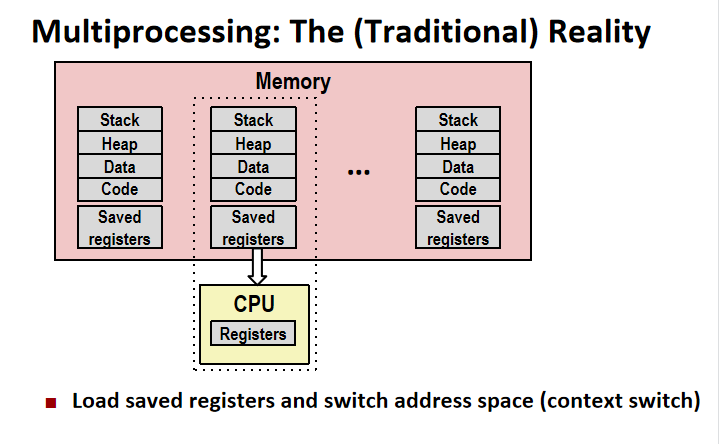 Multiprocessing: The (Traditional) Reality
Memory
Stack
Heap
Data
Code
Saved
registers
Stack
Heap
Data
Code
Saved
registers
...
Stack
Heap
Data
Code
Saved
registers
CPU
Registers
Load saved registers and switch address space (context switch)